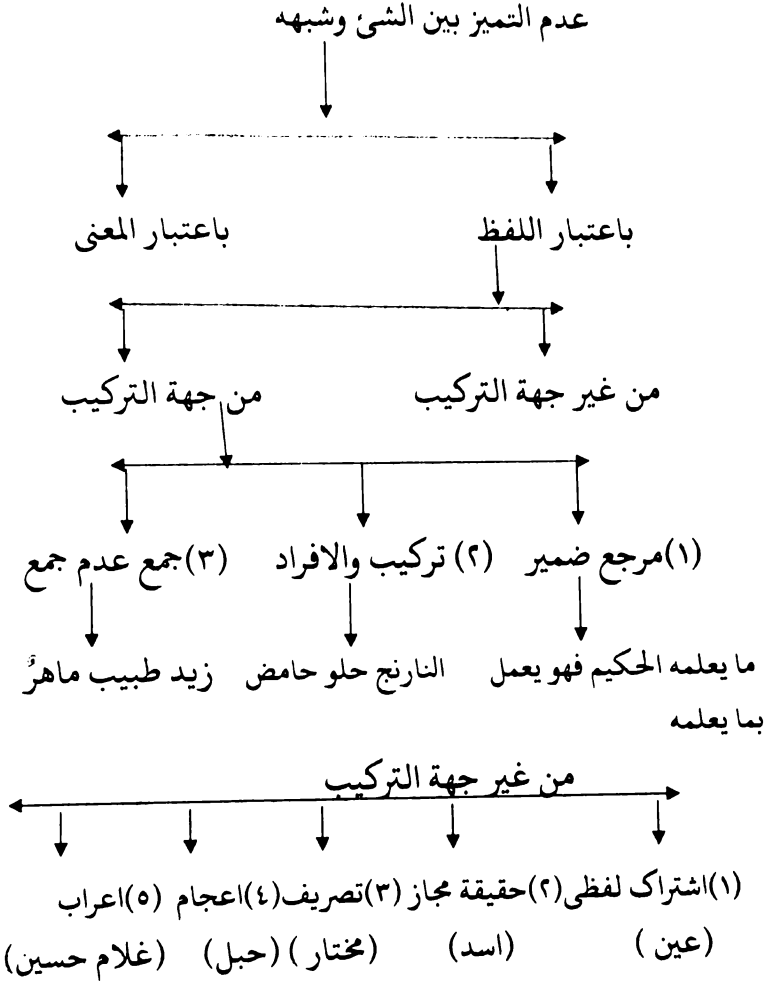 عدم التميز بين الشئ وشبهه
باعتبار اللفظ باعتبار المعنى
من غير جهة التركيب من جهة التركيب
(١)مرجع ضمير (٢) تركيب والافراد (٣)جمع عدم جمع
ما يعلمه الحكيم فهو يعمل النارنج حلو حامض زيد طبيب ماهرٌ
بما يعلمه
من غير جهة التركيب
(١)اشتراک لفظى(٢)حقيقة مجاز (٣)تصريف(٤)اعجام (٥)اعراب
(عين ) (اسد) (مختار ) (حبل) (غلام حسين)